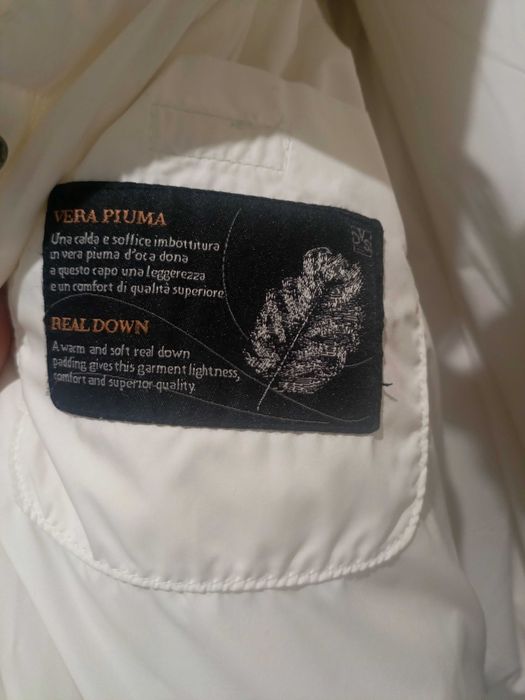 VERA PIUMA
Una calda e soffice imbottitura
in vera piuma d'oca dona
a questo capo una leggerezza
e un comfort di qualità superiore
REAL DOWN
A warm and soft real down
padding gives this garment lightness,
comfort and superior quality.